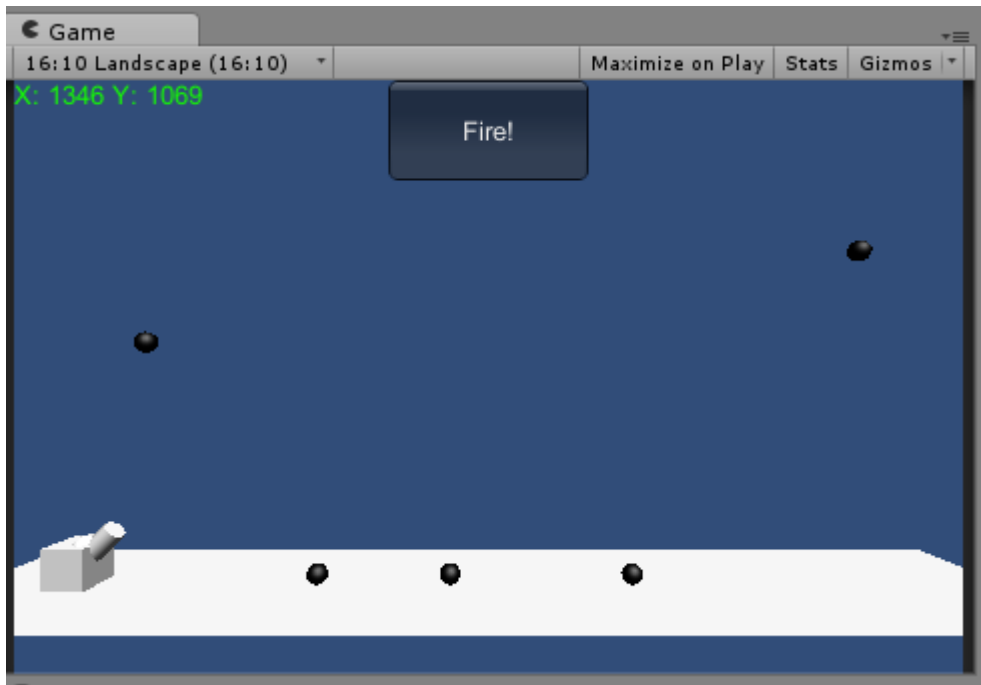 Game
16:10 Landscape (16:10) Maximize on Play Stats Gizmos
X: 1346 Y: 1069
Fire!